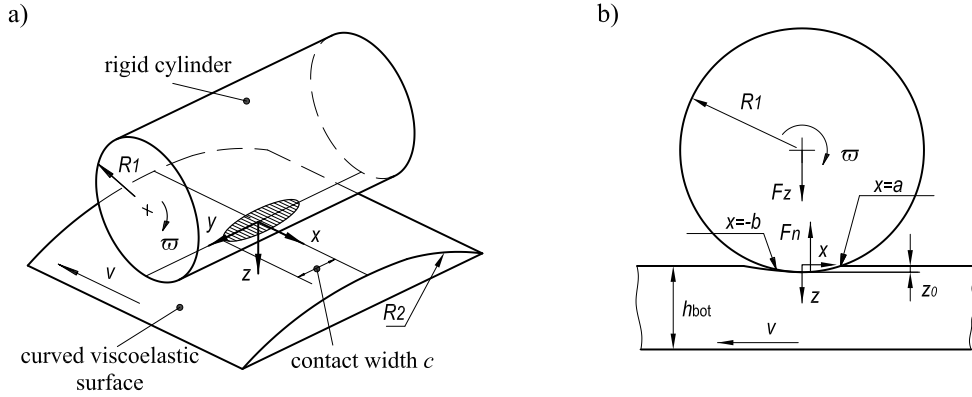 a)
rigid cylinder
R1
x
ϖ
y
x
v
z
R2
curved viscoelastic
surface
contact width c
b)
R1
ϖ
Fz
x=a
x=-b
Fn
x
z
z0
hbot
v